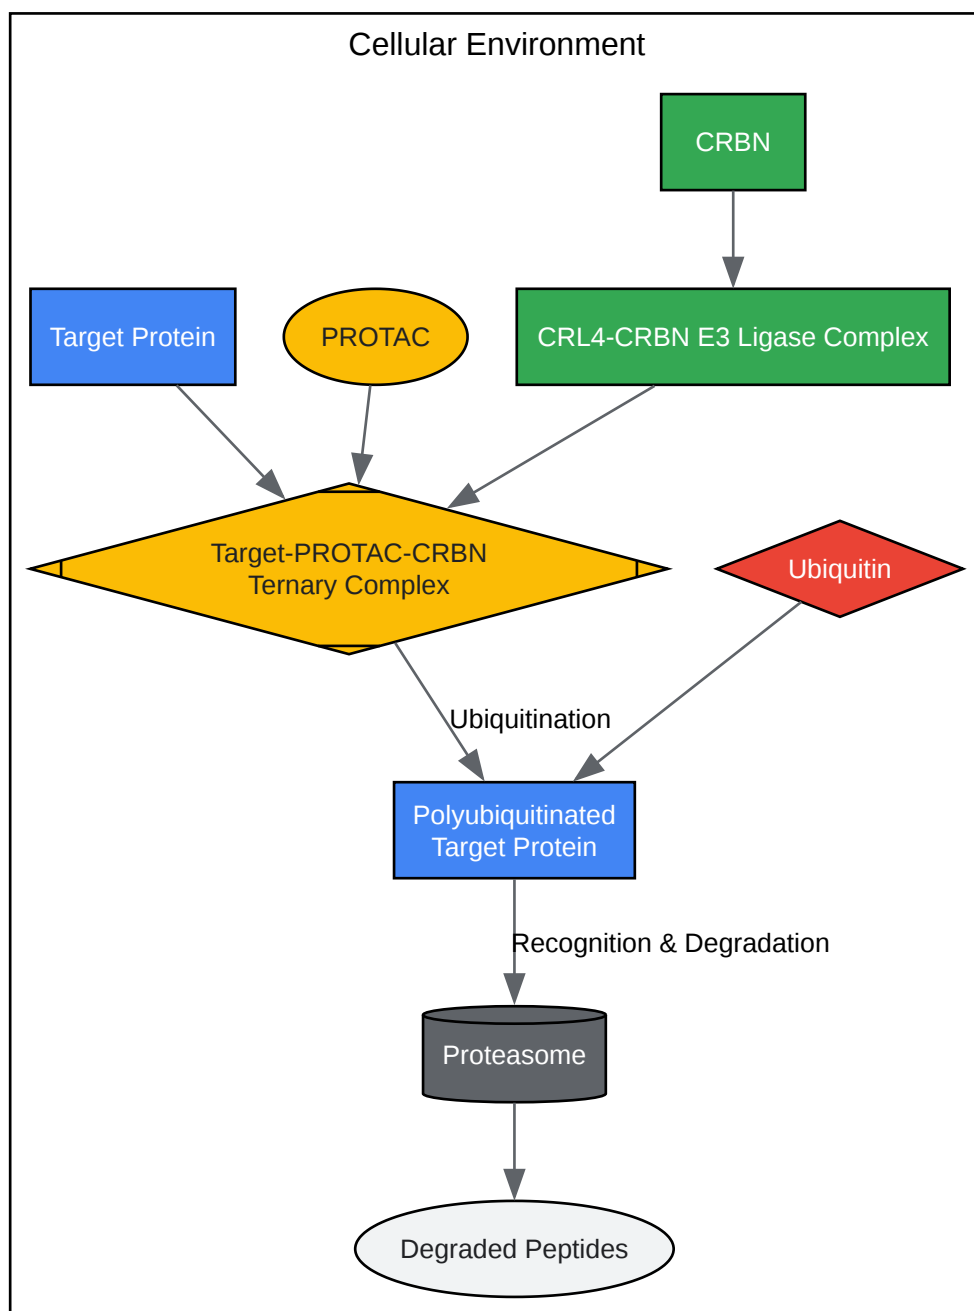 Cellular Environment
CRBN
Target Protein
PROTAC
CRL4-CRBN E3 Ligase Complex
Target-PROTAC-CRBN
Ternary Complex
Ubiquitin
Ubiquitination
Polyubiquitinated
Target Protein
Recognition & Degradation
Proteasome
Degraded Peptides